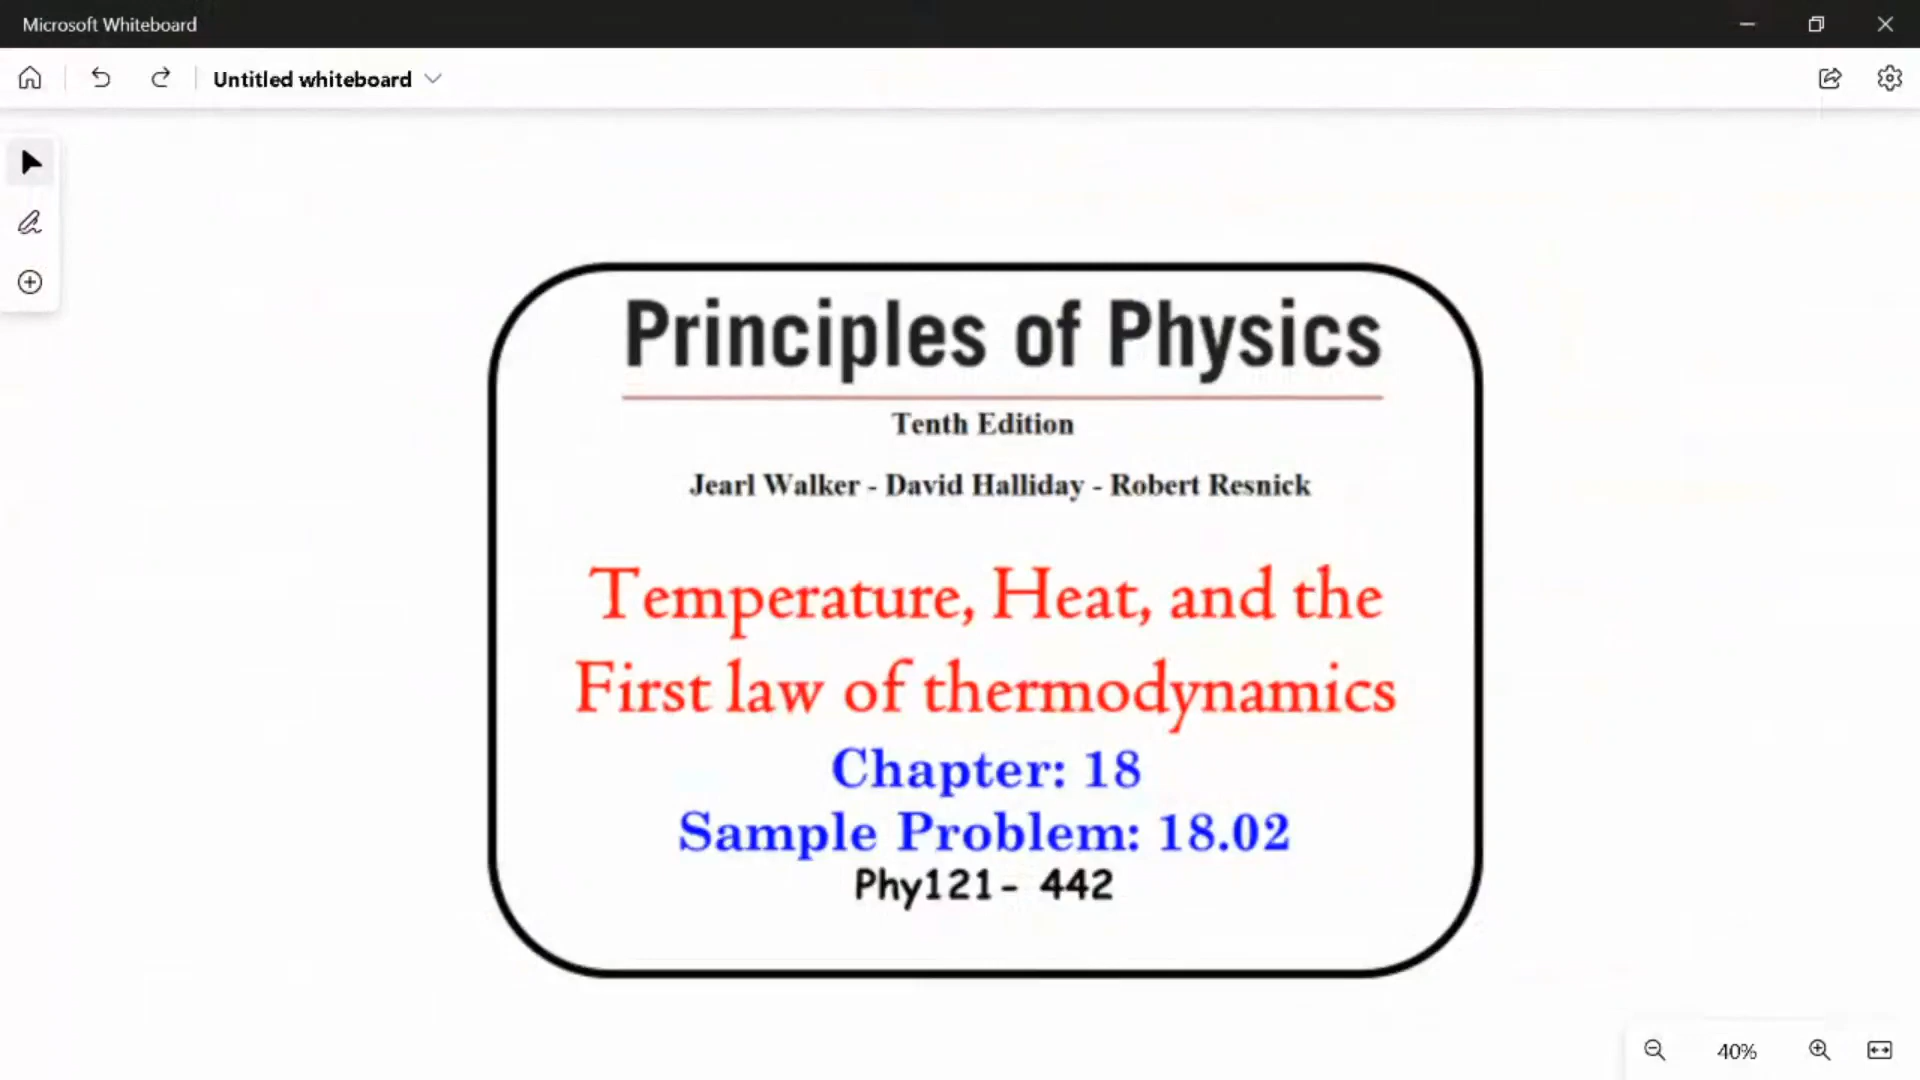 Microsoft Whiteboard
Untitled whiteboard
Principles of Physics
Tenth Edition
Jearl Walker - David Halliday - Robert Resnick
Temperature, Heat, and the
First law of thermodynamics
Chapter: 18
Sample Problem: 18.02
Phy121- 442
40%